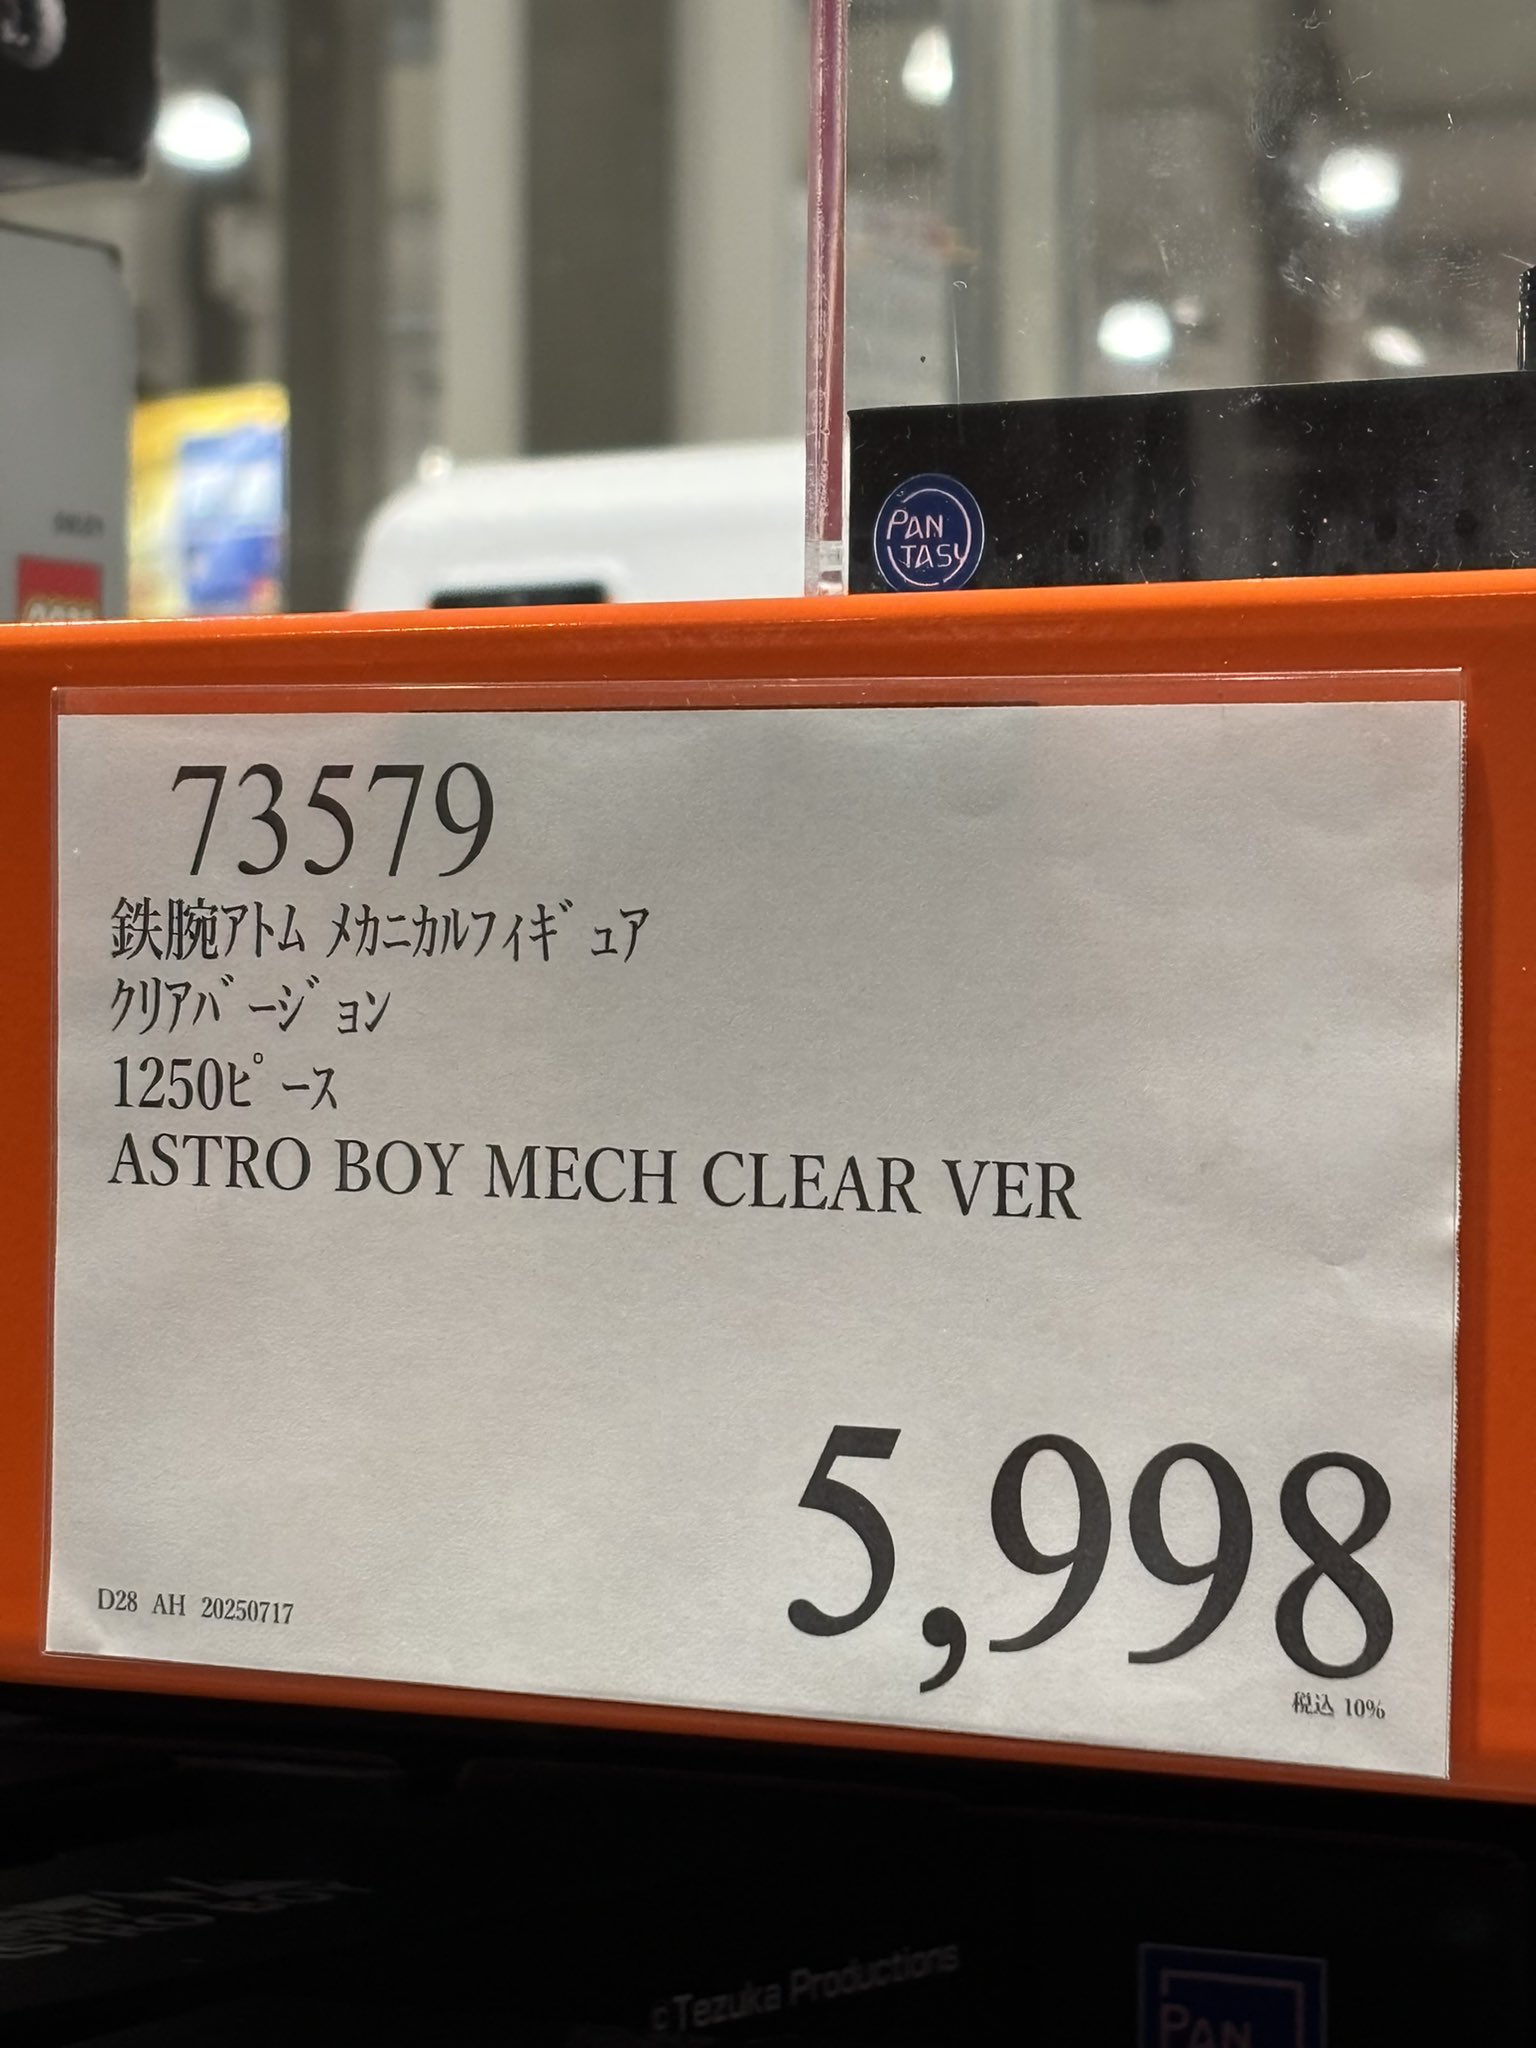 PAN
TASY
73579
鉄腕アトム メカニカルフィギュア
クリアバージョン
1250ピース
ASTRO BOY MECH CLEAR VER
5,998
税込 10%
D28 AH 20250717
©Tezuka Productions
PAN